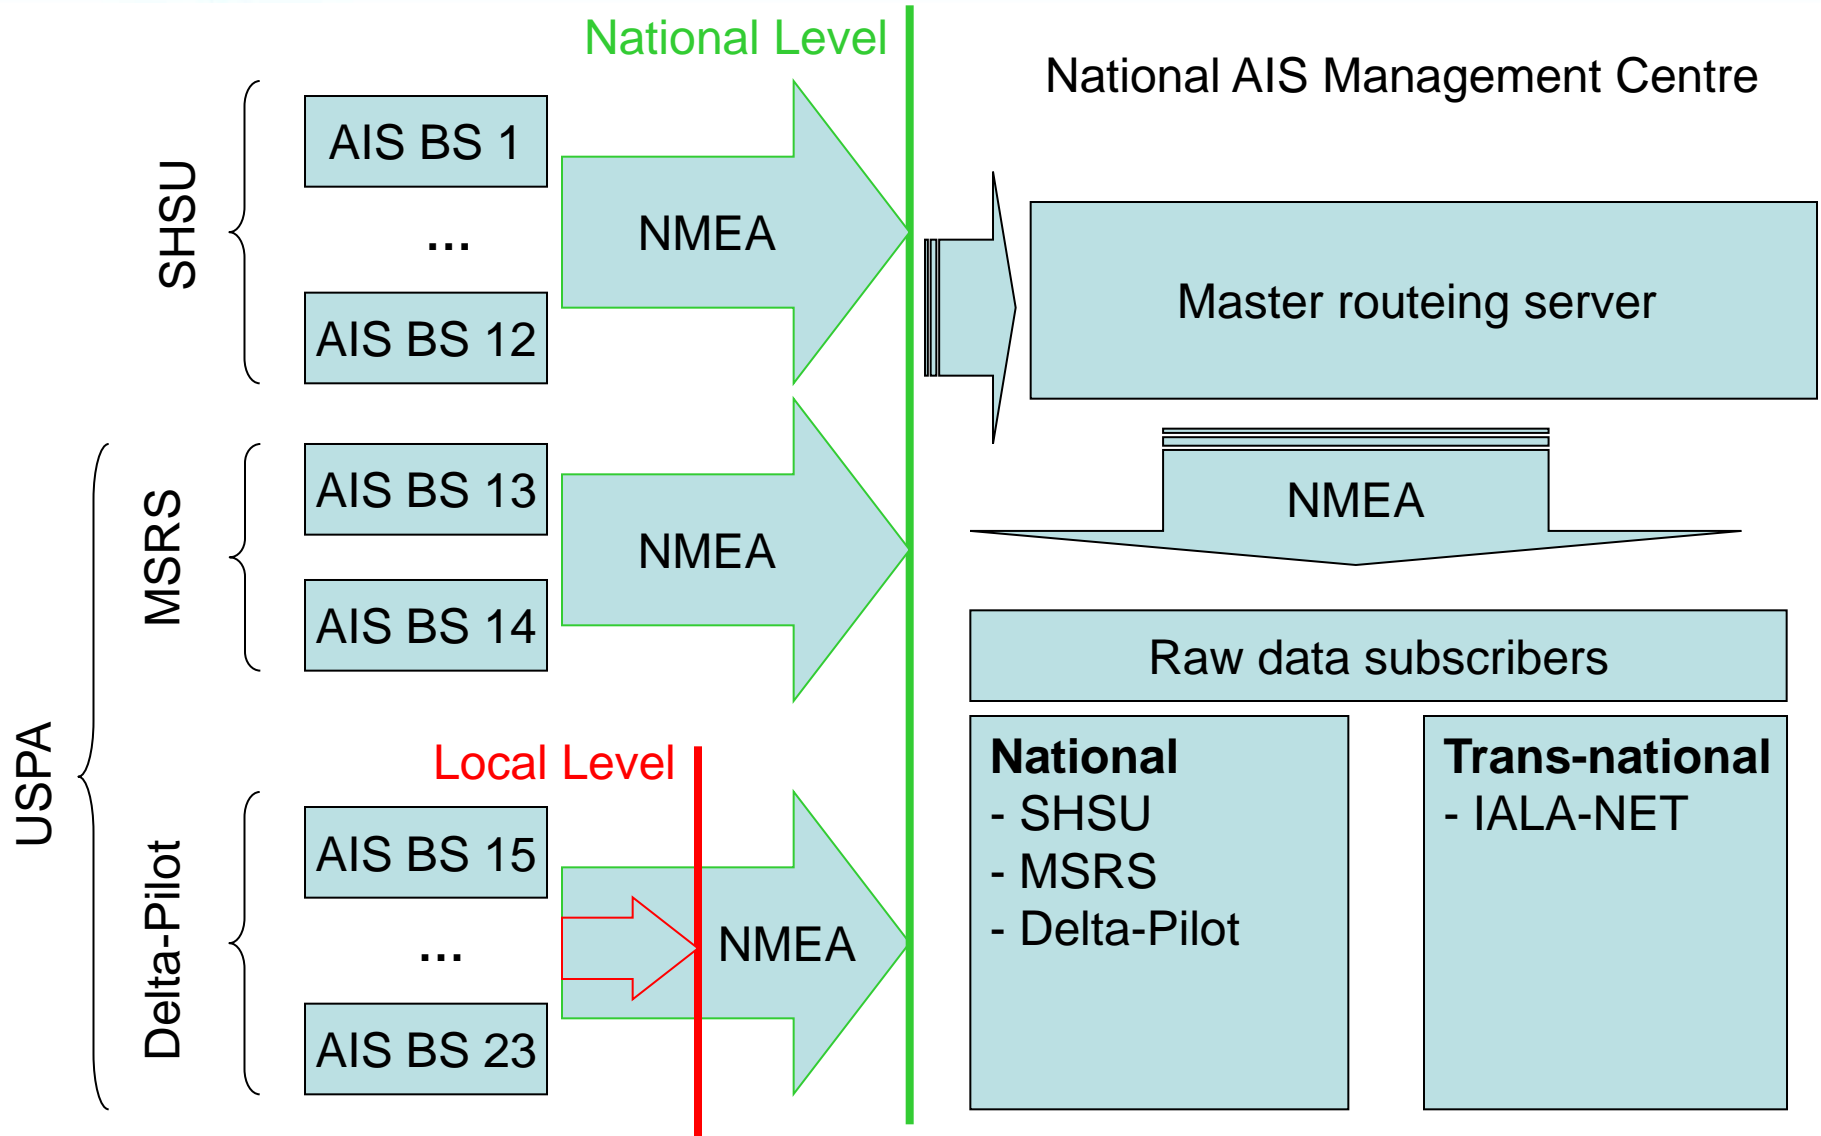 National Level
National AIS Management Centre
SHSU
AIS BS 1
...
AIS BS 12
NMEA
Master routeing server
USPA
MSRS
AIS BS 13
AIS BS 14
NMEA
NMEA
Raw data subscribers
Local Level
Delta-Pilot
AIS BS 15
...
AIS BS 23
NMEA
National
- SHSU
- MSRS
- Delta-Pilot
Trans-national
- IALA-NET